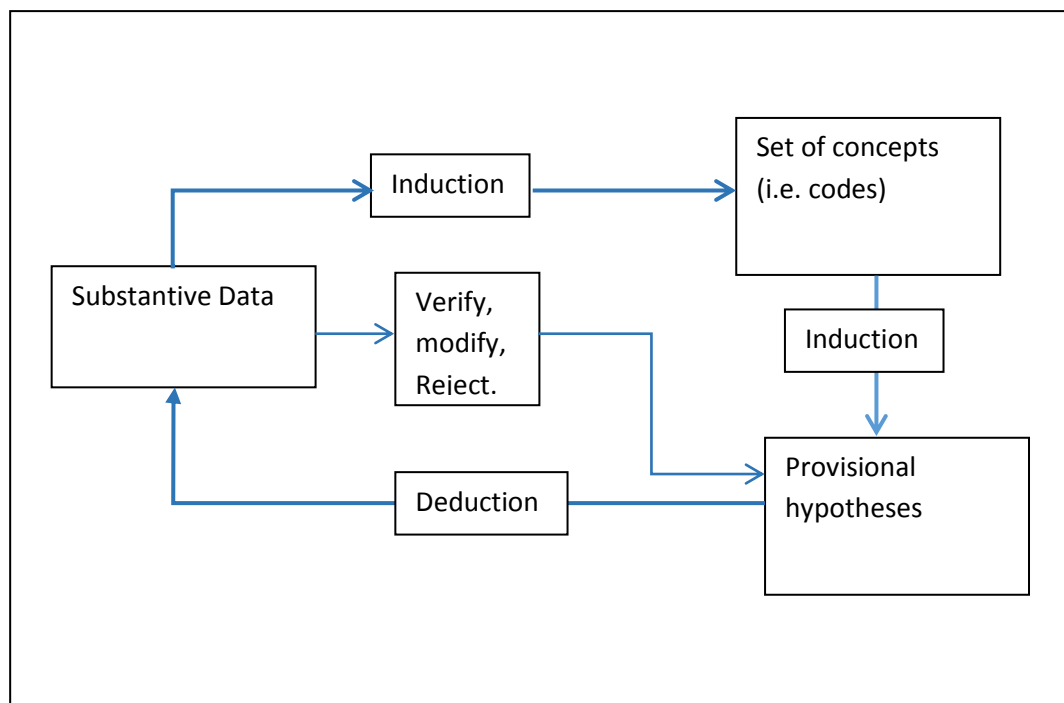 Induction
Set of concepts
(i.e. codes)
Substantive Data
Verify,
modify,
Reject.
Induction
Deduction
Provisional
hypotheses